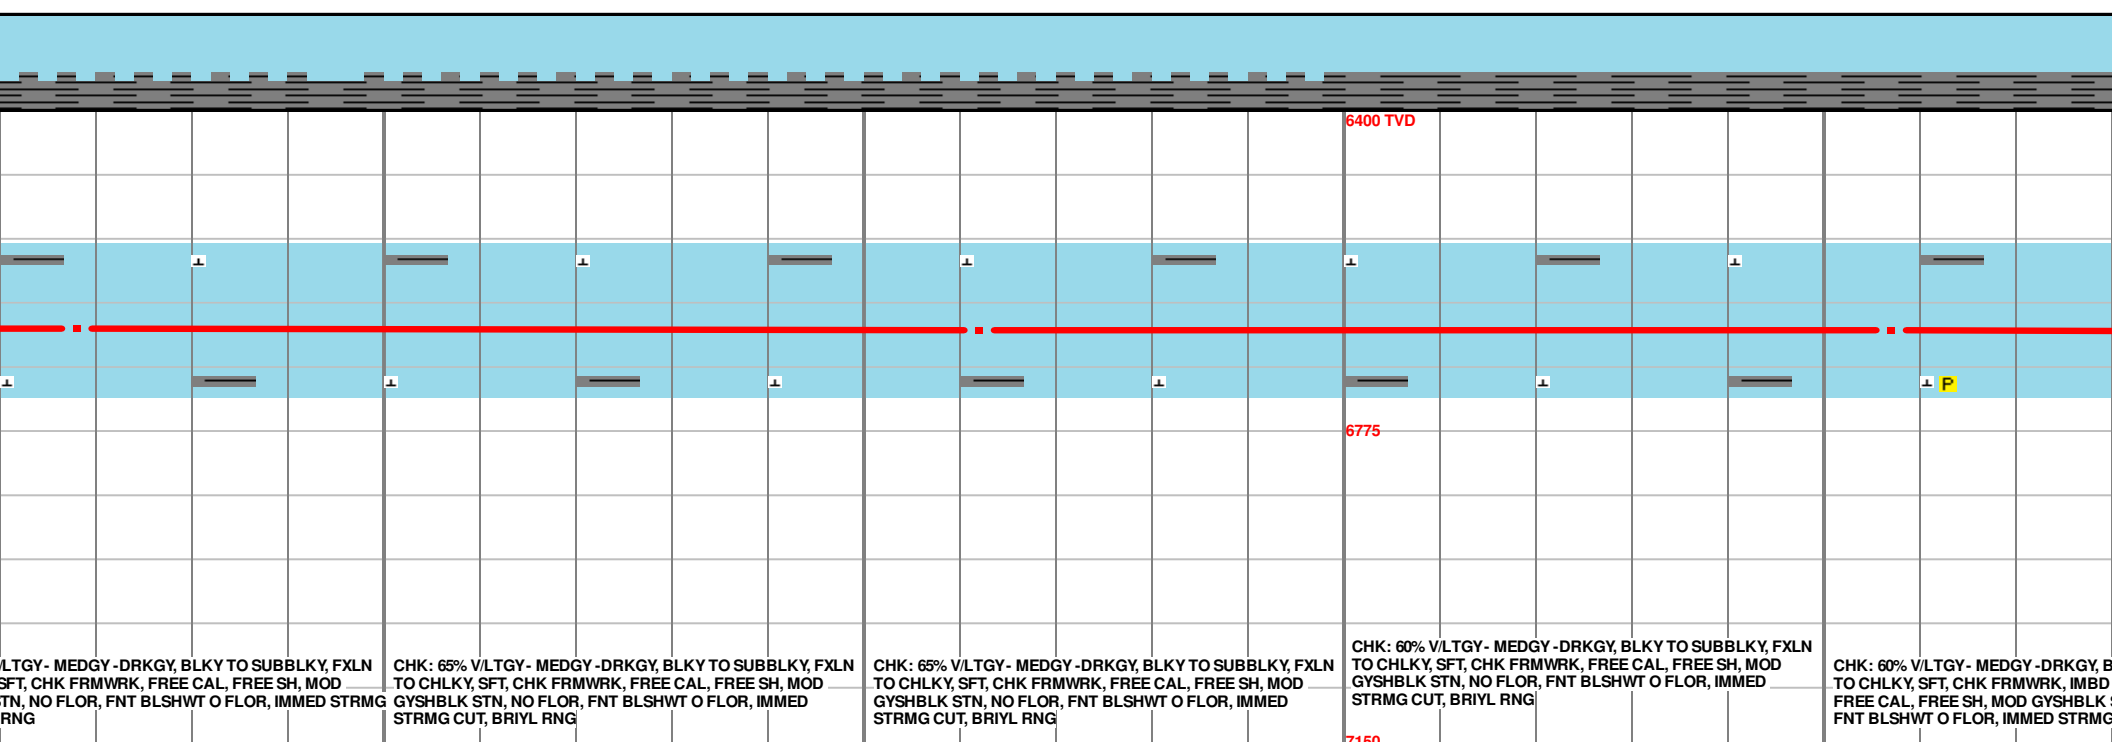 6400 TVD
P
6775
/LTGY- MEDGY -DRKGY, BLKY TO SUBBLKY, FXLN
SFT, CHK FRMWRK, FREE CAL, FREE SH, MOD
STN, NO FLOR, FNT BLSHWT O FLOR, IMMED STRMG
RNG
CHK: 65% V/LTGY- MEDGY -DRKGY, BLKY TO SUBBLKY, FXLN
TO CHLKY, SFT, CHK FRMWRK, FREE CAL, FREE SH, MOD
GYSHBLK STN, NO FLOR, FNT BLSHWT O FLOR, IMMED
STRMG CUT, BRIYL RNG
CHK: 65% V/LTGY- MEDGY -DRKGY, BLKY TO SUBBLKY, FXLN
TO CHLKY, SFT, CHK FRMWRK, FREE CAL, FREE SH, MOD
GYSHBLK STN, NO FLOR, FNT BLSHWT O FLOR, IMMED
STRMG CUT, BRIYL RNG
CHK: 60% V/LTGY- MEDGY -DRKGY, BLKY TO SUBBLKY, FXLN
TO CHLKY, SFT, CHK FRMWRK, FREE CAL, FREE SH, MOD
GYSHBLK STN, NO FLOR, FNT BLSHWT O FLOR, IMMED
STRMG CUT, BRIYL RNG
CHK: 60% V/LTGY- MEDGY -DRKGY, B
TO CHLKY, SFT, CHK FRMWRK, IMBD
FREE CAL, FREE SH, MOD GYSHBLK
FNT BLSHWT O FLOR, IMMED STRMG
7150